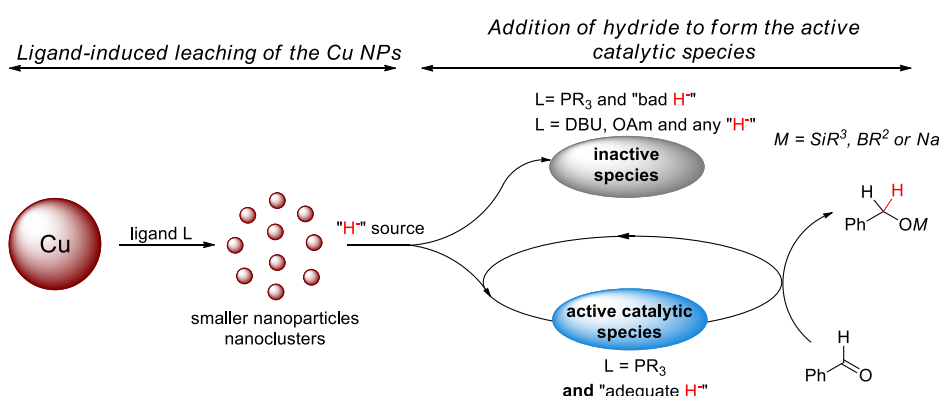 Ligand-induced leaching of the Cu NPs
Addition of hydride to form the active
catalytic species
L= PR3 and "bad H-"
L = DBU, OAm and any "H-"
M = SiR3, BR2 or Na
inactive
species
H H
Ph OM
Cu
ligand L
"H-" source
smaller nanoparticles
nanoclusters
active catalytic
species
L = PR3
and "adequate H-"
H
Ph O